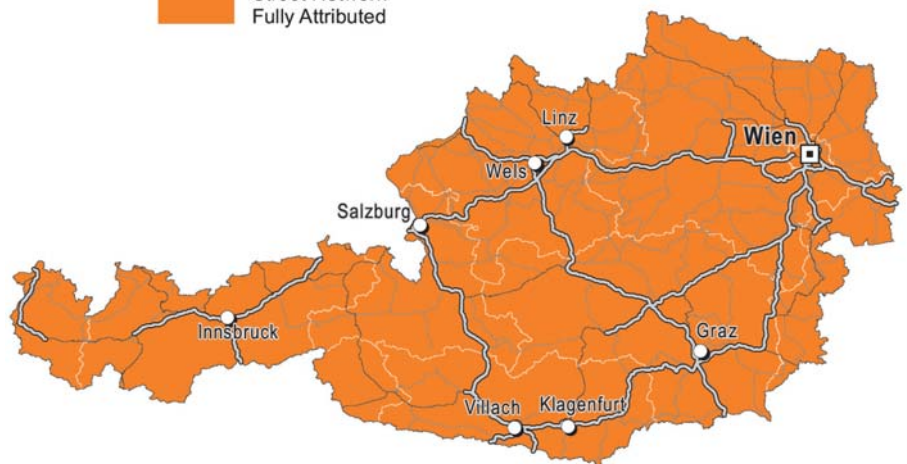 Fully Attributed
Linz
Wien
Wels
Salzburg
Innsbruck
Graz
Villach
Klagenfurt